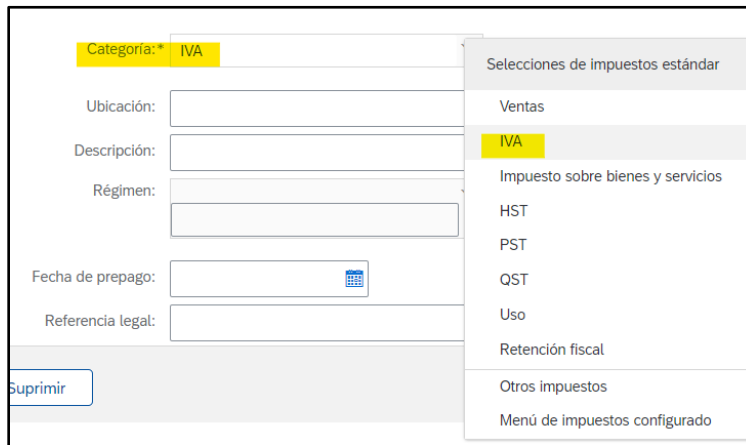 Categoría:* IVA
Ubicación:
Descripción:
Régimen:
Fecha de prepago:
Referencia legal:
Suprimir
Selecciones de impuestos estándar
Ventas
IVA
Impuesto sobre bienes y servicios
HST
PST
QST
Uso
Retención fiscal
Otros impuestos
Menú de impuestos configurado